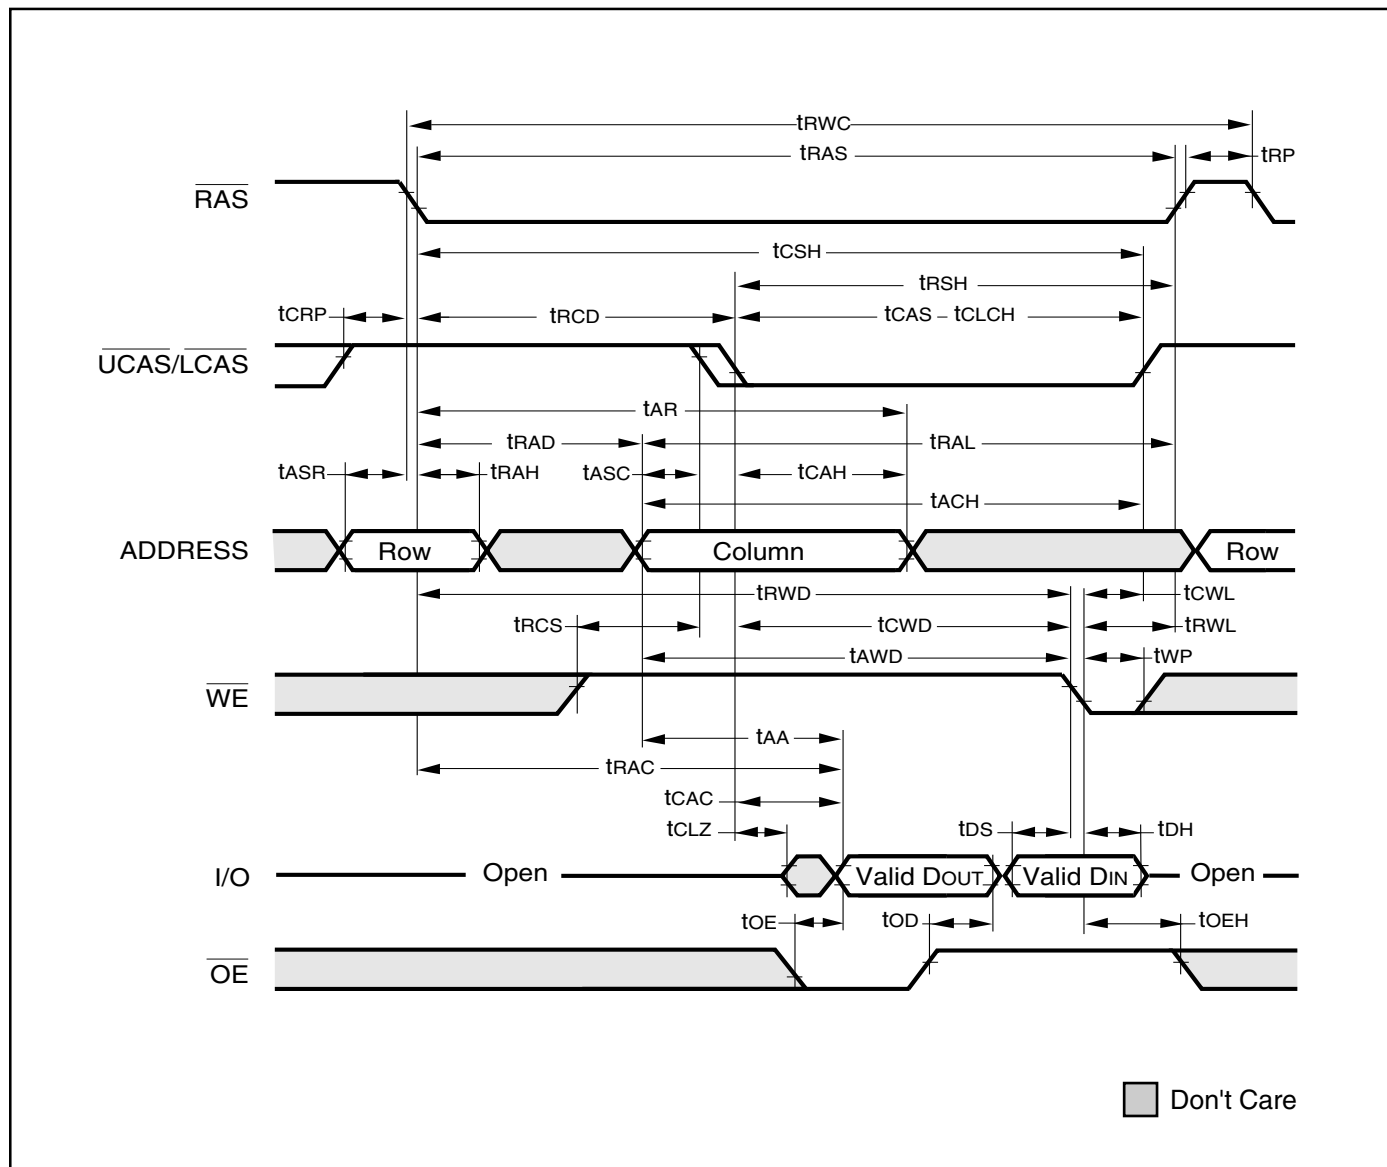 tRWC
tRAS
tRP
RAS
tCSH
tRSH
tCRP
tRCD
tCAS – tCLCH
UCAS/LCAS
tAR
tRAD
tRAL
tASR
tRAH
tASC
tCAH
tACH
ADDRESS
Row
Column
Row
tRWD
tCWL
tRCS
tCWD
tRWL
tAWD
tWP
WE
tAA
tRAC
tCAC
tCLZ
tDS
tDH
I/O
Open
Valid DOUT
Valid DIN
Open
tOE
tOD
tOEH
OE
Don't Care